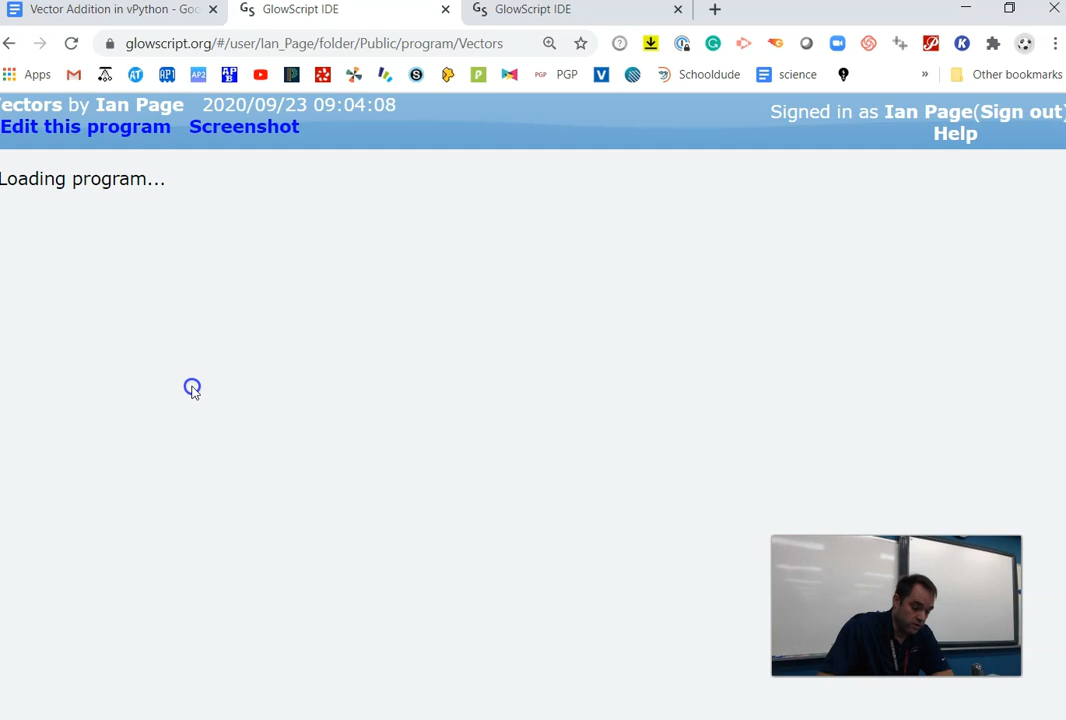 Vector Addition in vPython - Goo
GlowScript IDE
GlowScript IDE
glowscript.org/#/user/Ian_Page/folder/Public/program/Vectors
Apps
PGP
Schooldude
science
»
Other bookmarks
ectors by Ian Page 2020/09/23 09:04:08
Signed in as Ian Page(Sign out)
Edit this program Screenshot
Help
Loading program...